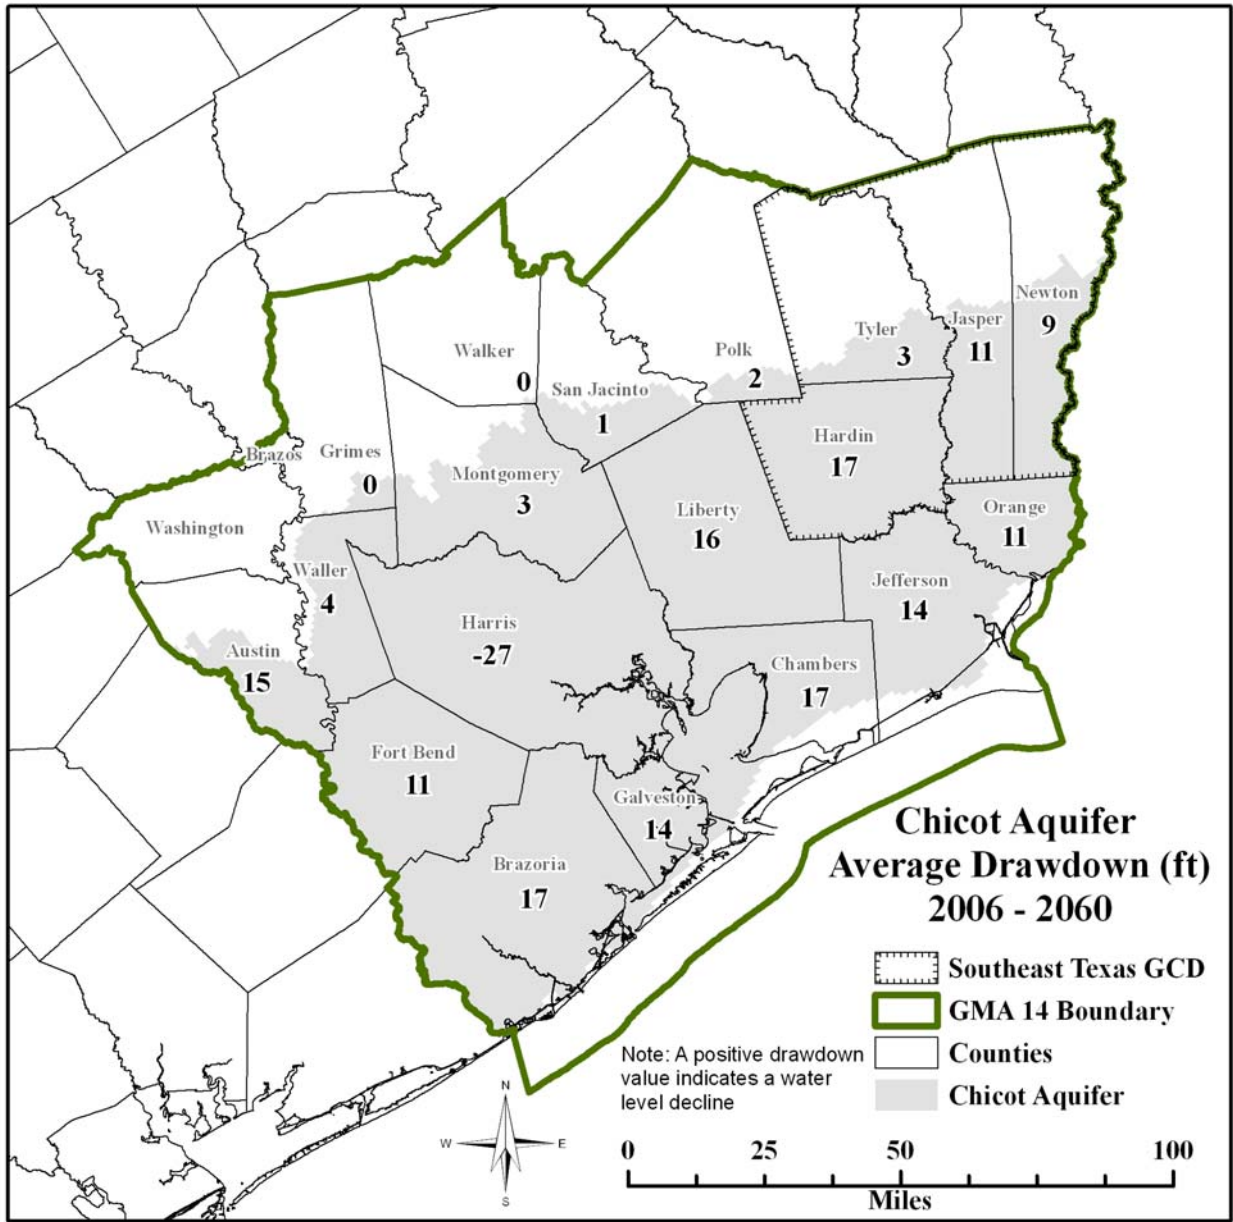 Newton
9
Jasper
11
Tyler
3
Walker
0
Polk
2
San Jacinto
1
Hardin
17
Brazos
Grimes
0
Montgomery
3
Liberty
16
Orange
11
Washington
Waller
4
Jefferson
14
Harris
-27
Austin
15
Chambers
17
Fort Bend
11
Galveston
14
Brazoria
17
Chicot Aquifer
Average Drawdown (ft)
2006 - 2060
Southeast Texas GCD
GMA 14 Boundary
Counties
Chicot Aquifer
Note: A positive drawdown
value indicates a water
level decline
N
W E
S
0 25 50 100
Miles